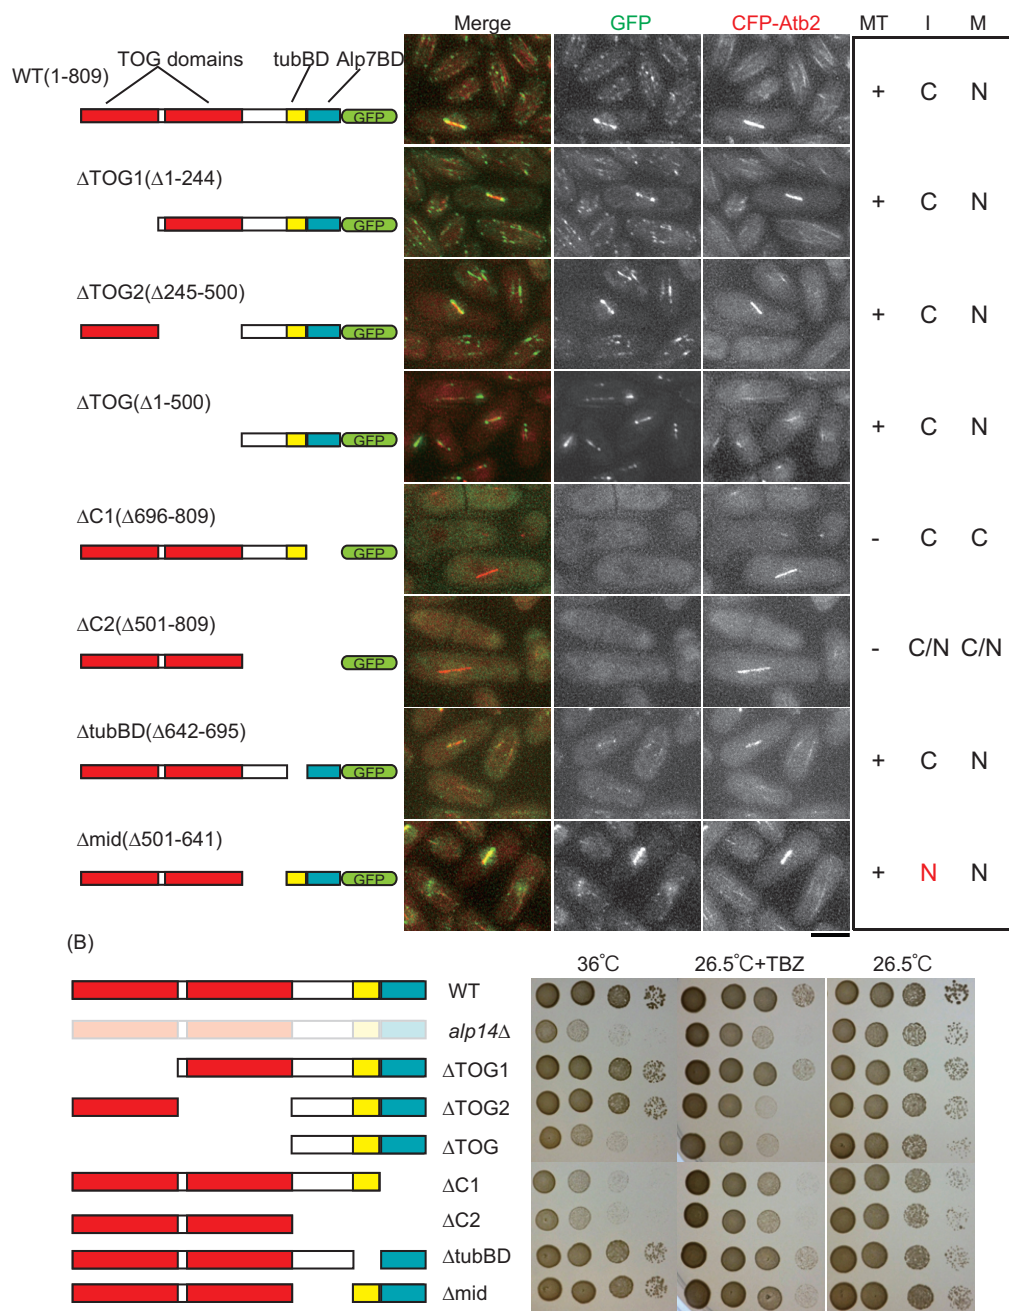 Merge GFP CFP-Atb2 MT I M
TOG domains tubBD Alp7BD
WT(1-809)
GFP
+ C N
ΔTOG1(Δ1-244)
GFP
+ C N
ΔTOG2(Δ245-500)
GFP
+ C N
ΔTOG(Δ1-500)
GFP
+ C N
ΔC1(Δ696-809)
GFP
- C C
ΔC2(Δ501-809)
GFP
- C/N C/N
ΔtubBD(Δ642-695)
GFP
+ C N
Δmid(Δ501-641)
GFP
+ N N
(B)
36°C 26.5°C+TBZ 26.5°C
WT
alp14Δ
ΔTOG1
ΔTOG2
ΔTOG
ΔC1
ΔC2
ΔtubBD
Δmid